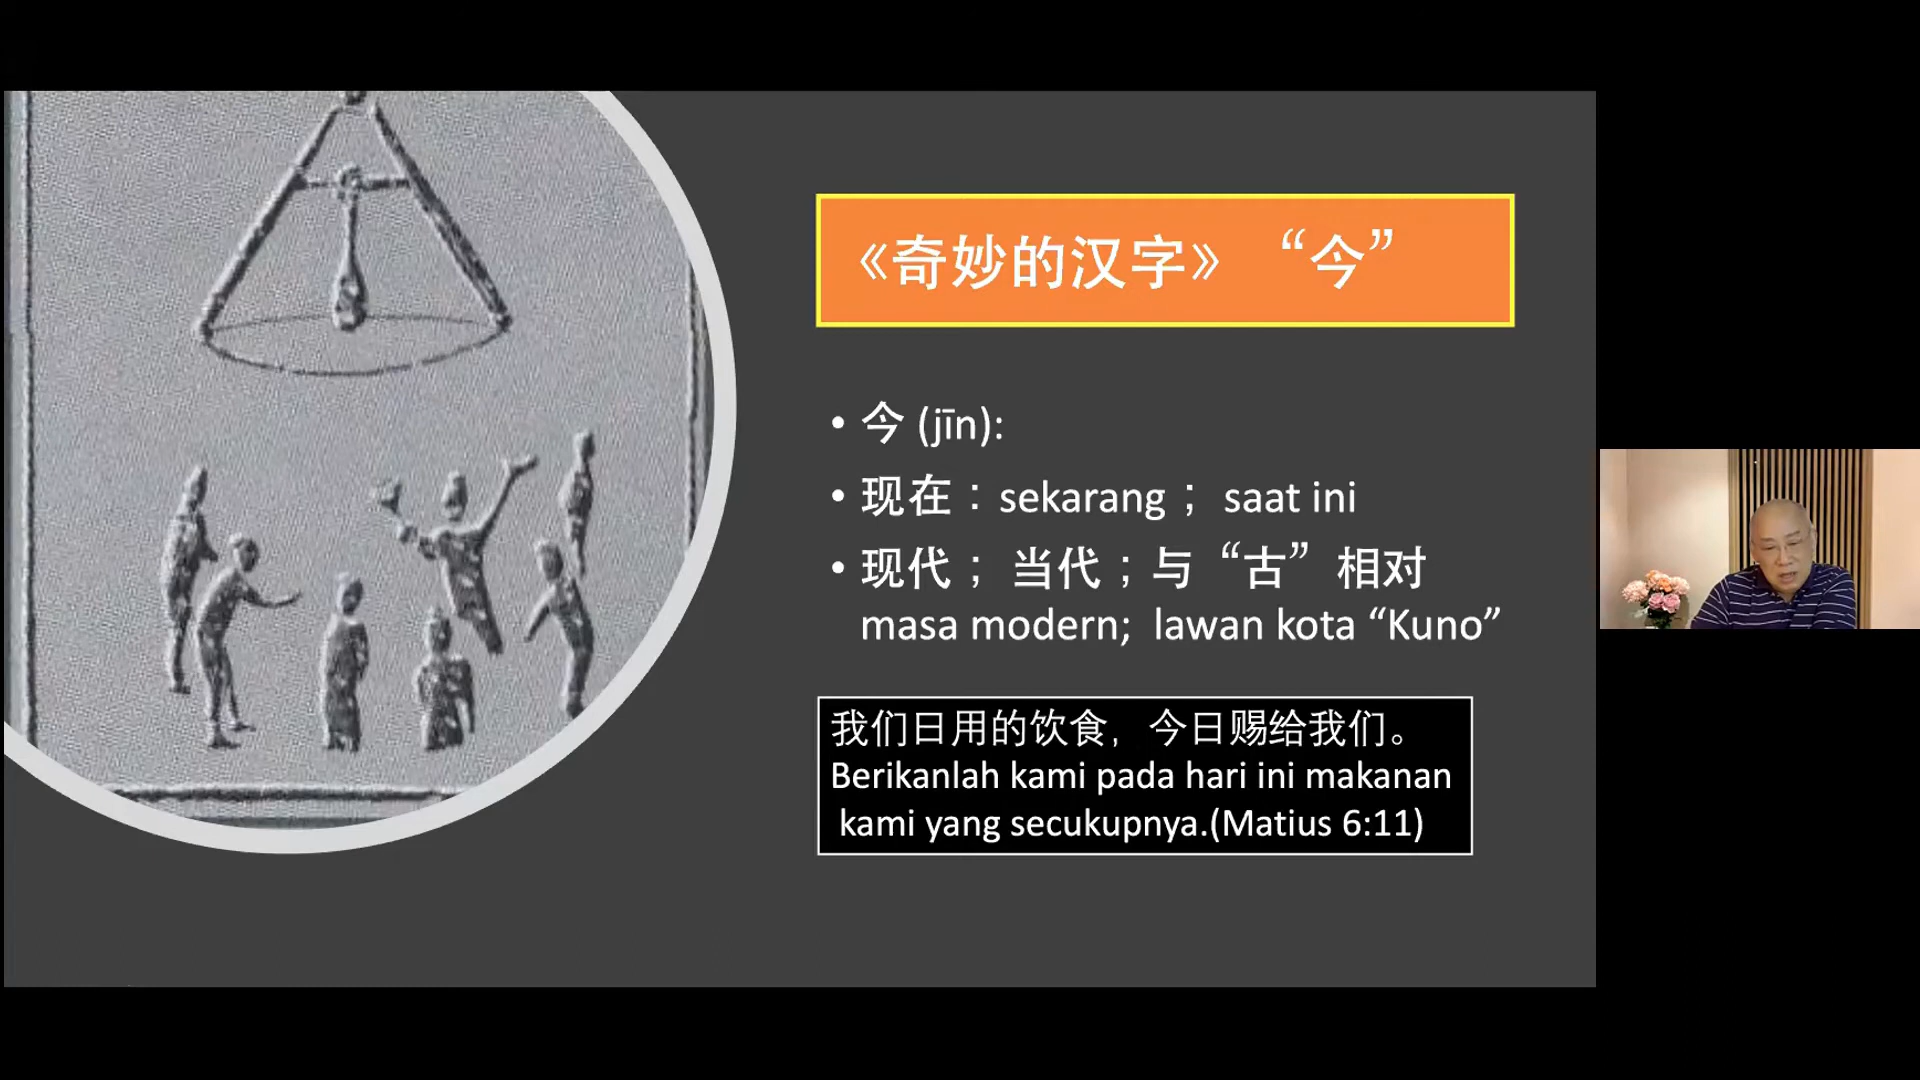 《奇妙的汉字》 “今”
• 今 (jīn):
• 现在：sekarang； saat ini
• 现代； 当代；与“古”相对
masa modern; lawan kota “Kuno”
我们日用的饮食， 今日赐给我们。
Berikanlah kami pada hari ini makanan
kami yang secukupnya.(Matius 6:11)